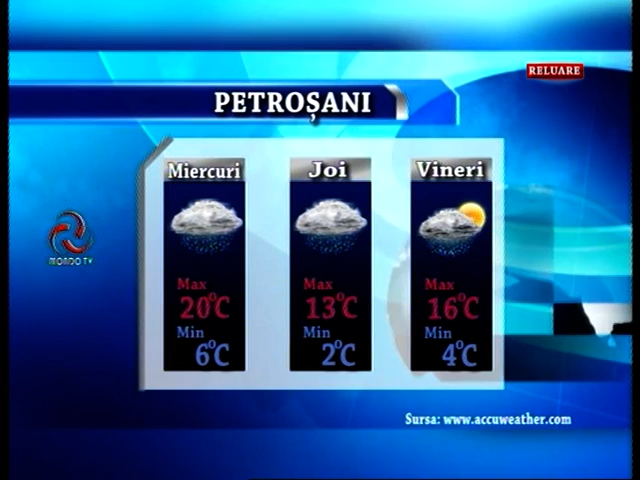 RELUARE
PETROȘANI
Miercuri
Joi
Vineri
Max
20°C
Min
6°C
Max
13°C
Min
2°C
Max
16°C
Min
4°C
MONDO TV
Sursa: www.accuweather.com